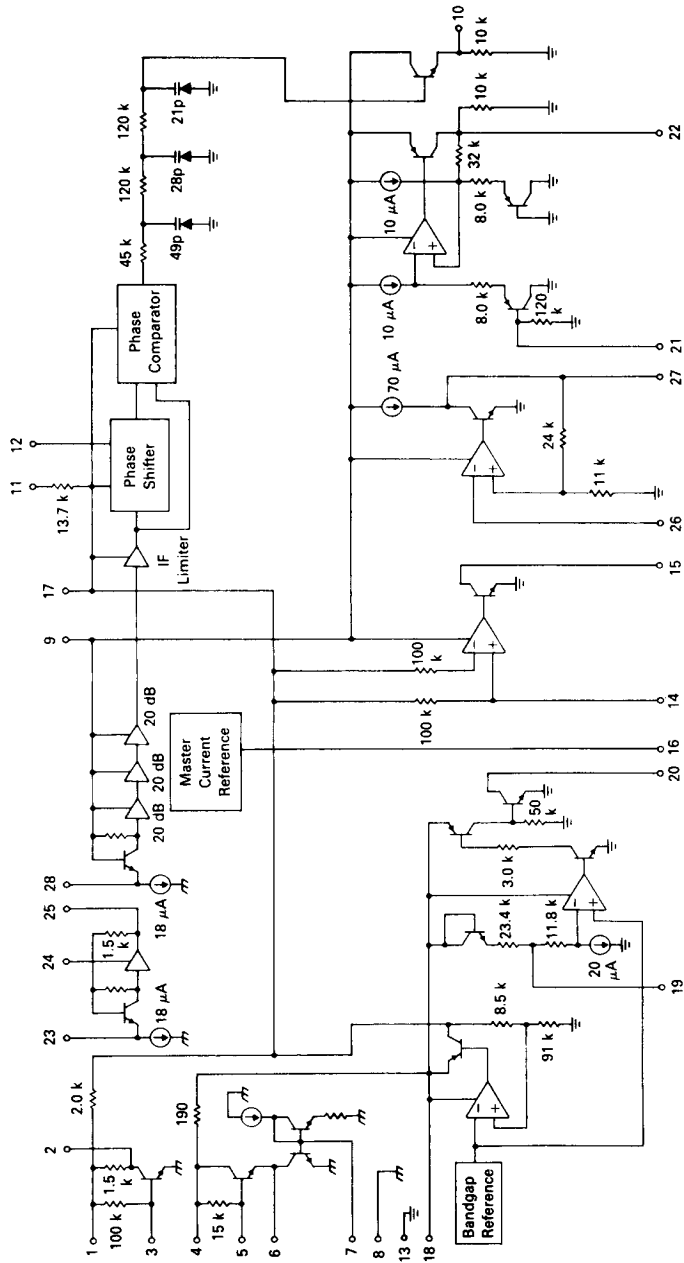 11
12
13.7 k
17
9
28
25
24
23
2
1
3
4
5
6
7
8
13
18
2.0 k
1.5
k
100 k
190
15 k
1.5
k
18 µA
18 µA
20 dB
20 dB
20 dB
IF
Limiter
Phase
Shifter
Phase
Comparator
45 k
120 k
120 k
49p
28p
21p
Master
Current
Reference
Bandgap
Reference
8.5 k
91 k
23.4 k
11.8 k
20
µA
3.0 k
50
k
100 k
100
k
70 µA
24 k
11 k
10 µA
10 µA
8.0 k
8.0 k
120
k
32 k
10 k
10 k
10
−
+
−
+
−
+
−
+
−
+
19
20
16
14
15
26
27
21
22